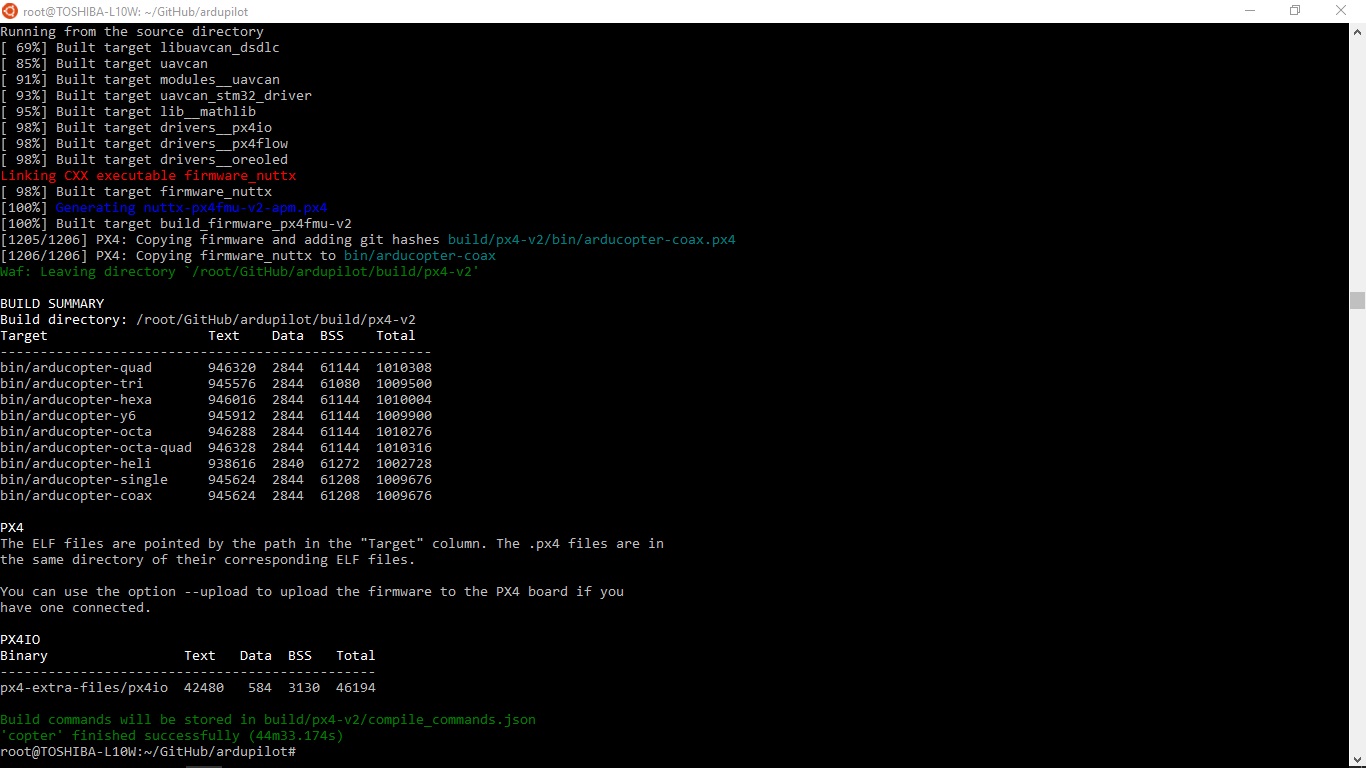 root@TOSHIBA-L10W: ~/GitHub/ardupilot
Running from the source directory
[ 69%] Built target libuavcan_dsdlc
[ 85%] Built target uavcan
[ 91%] Built target modules__uavcan
[ 93%] Built target uavcan_stm32_driver
[ 95%] Built target lib__mathlib
[ 98%] Built target drivers__px4io
[ 98%] Built target drivers__px4flow
[ 98%] Built target drivers__oreoled
Linking CXX executable firmware_nuttx
[ 98%] Built target firmware_nuttx
[100%] Generating nuttx-px4fmu-v2-apm.px4
[100%] Built target build_firmware_px4fmu-v2
[1205/1206] PX4: Copying firmware and adding git hashes build/px4-v2/bin/arducopter-coax.px4
[1206/1206] PX4: Copying firmware_nuttx to bin/arducopter-coax
Waf: Leaving directory `/root/GitHub/ardupilot/build/px4-v2'
BUILD SUMMARY
Build directory: /root/GitHub/ardupilot/build/px4-v2
Target                    Text    Data  BSS    Total
------------------------------------------------------
bin/arducopter-quad       946320  2844  61144  1010308
bin/arducopter-tri        945576  2844  61080  1009500
bin/arducopter-hexa       946016  2844  61144  1010004
bin/arducopter-y6         945912  2844  61144  1009900
bin/arducopter-octa       946288  2844  61144  1010276
bin/arducopter-octa-quad  946328  2844  61144  1010316
bin/arducopter-heli       938616  2840  61272  1002728
bin/arducopter-single     945624  2844  61208  1009676
bin/arducopter-coax       945624  2844  61208  1009676
PX4
The ELF files are pointed by the path in the "Target" column. The .px4 files are in
the same directory of their corresponding ELF files.
You can use the option --upload to upload the firmware to the PX4 board if you
have one connected.
PX4IO
Binary                 Text   Data  BSS   Total
-----------------------------------------------
px4-extra-files/px4io  42480   584  3130  46194
Build commands will be stored in build/px4-v2/compile_commands.json
'copter' finished successfully (44m33.174s)
root@TOSHIBA-L10W:~/GitHub/ardupilot#